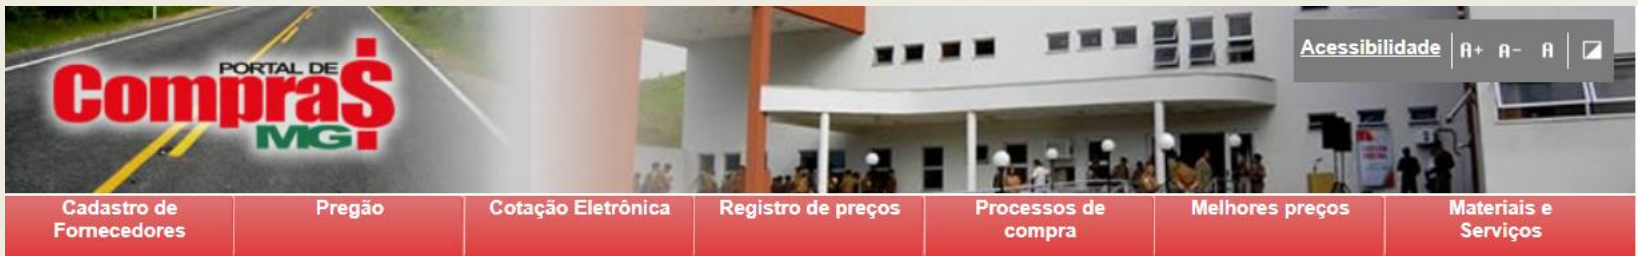 PORTAL DE
Compra$
MG
Acessibilidade A+ A- A
Cadastro de
Fornecedores
Pregão
Cotação Eletrônica
Registro de preços
Processos de
compra
Melhores preços
Materiais e
Serviços